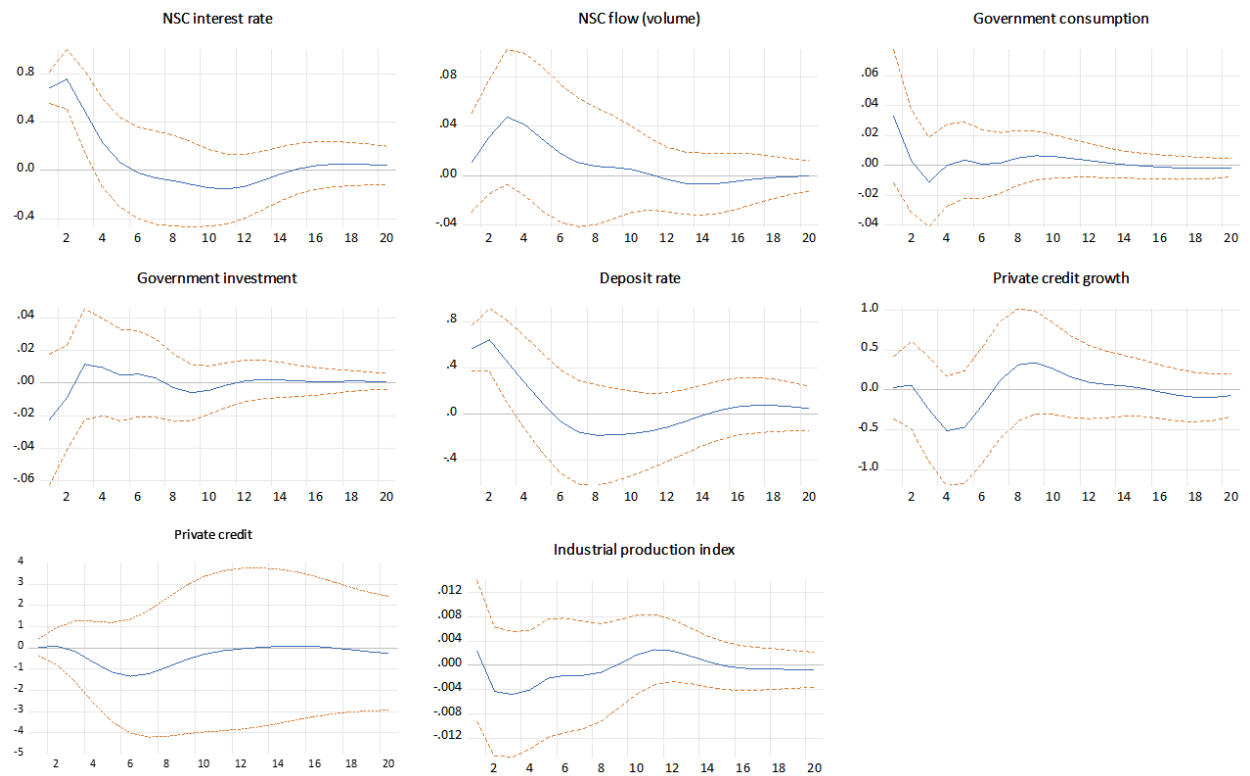 NSC interest rate
0.8
0.4
0.0
-0.4
2 4 6 8 10 12 14 16 18 20
NSC flow (volume)
.08
.04
.00
-.04
2 4 6 8 10 12 14 16 18 20
Government consumption
.06
.04
.02
.00
-.02
-.04
2 4 6 8 10 12 14 16 18 20
Government investment
.04
.02
.00
-.02
-.04
-.06
2 4 6 8 10 12 14 16 18 20
Deposit rate
.8
.4
.0
-.4
2 4 6 8 10 12 14 16 18 20
Private credit growth
1.0
0.5
0.0
-0.5
-1.0
2 4 6 8 10 12 14 16 18 20
Private credit
4
3
2
1
0
-1
-2
-3
-4
-5
2 4 6 8 10 12 14 16 18 20
Industrial production index
.012
.008
.004
.000
-.004
-.008
-.012
2 4 6 8 10 12 14 16 18 20